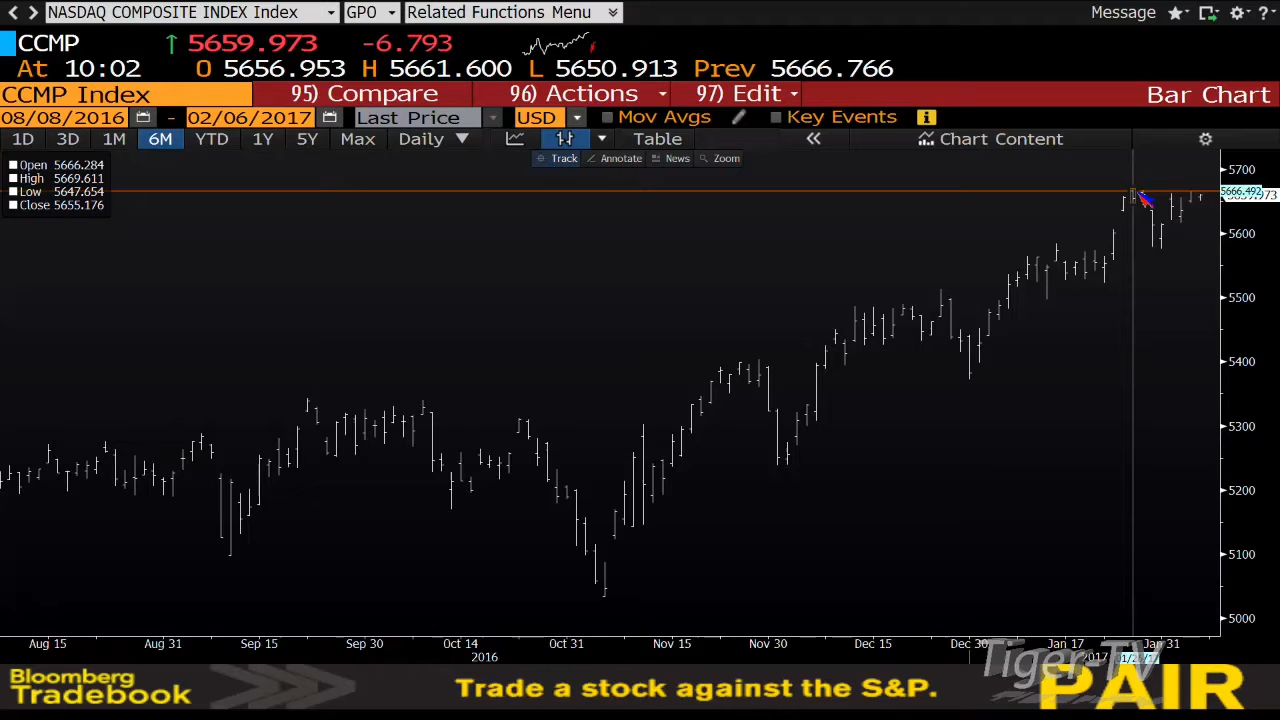 NASDAQ COMPOSITE INDEX Index GPO Related Functions Menu Message
CCMP 5659.973 -6.793
At 10:02 O 5656.953 H 5661.600 L 5650.913 Prev 5666.766
CCMP Index 95) Compare 96) Actions 97) Edit Bar Chart
08/08/2016 - 02/06/2017 Last Price USD Mov Avgs Key Events
1D 3D 1M 6M YTD 1Y 5Y Max Daily Table Chart Content
Track Annotate News Zoom
Open 5666.284
High 5669.611
Low 5647.654
Close 5655.176
5700
5666.492
5600
5500
5400
5300
5200
5100
5000
Aug 15 Aug 31 Sep 15 Sep 30 Oct 14 Oct 31 Nov 15 Nov 30 Dec 15 Dec 30 Jan 17 Jan 31
2016 2017
Tiger-TV
Bloomberg
Tradebook
Trade a stock against the S&P.
PAIR